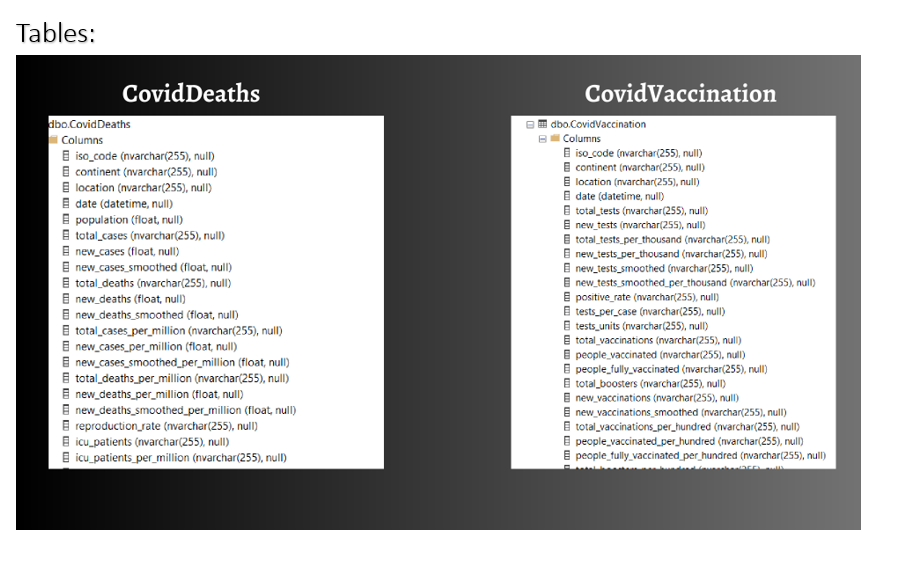 Tables:
CovidDeaths
dbo.CovidDeaths
Columns
iso_code (nvarchar(255), null)
continent (nvarchar(255), null)
location (nvarchar(255), null)
date (datetime, null)
population (float, null)
total_cases (nvarchar(255), null)
new_cases (float, null)
new_cases_smoothed (float, null)
total_deaths (nvarchar(255), null)
new_deaths (float, null)
new_deaths_smoothed (float, null)
total_cases_per_million (nvarchar(255), null)
new_cases_per_million (float, null)
new_cases_smoothed_per_million (float, null)
total_deaths_per_million (nvarchar(255), null)
new_deaths_per_million (float, null)
new_deaths_smoothed_per_million (float, null)
reproduction_rate (nvarchar(255), null)
icu_patients (nvarchar(255), null)
icu_patients_per_million (nvarchar(255), null)
CovidVaccination
dbo.CovidVaccination
Columns
iso_code (nvarchar(255), null)
continent (nvarchar(255), null)
location (nvarchar(255), null)
date (datetime, null)
total_tests (nvarchar(255), null)
new_tests (nvarchar(255), null)
total_tests_per_thousand (nvarchar(255), null)
new_tests_per_thousand (nvarchar(255), null)
new_tests_smoothed (nvarchar(255), null)
new_tests_smoothed_per_thousand (nvarchar(255), null)
positive_rate (nvarchar(255), null)
tests_per_case (nvarchar(255), null)
tests_units (nvarchar(255), null)
total_vaccinations (nvarchar(255), null)
people_vaccinated (nvarchar(255), null)
people_fully_vaccinated (nvarchar(255), null)
total_boosters (nvarchar(255), null)
new_vaccinations (nvarchar(255), null)
new_vaccinations_smoothed (nvarchar(255), null)
total_vaccinations_per_hundred (nvarchar(255), null)
people_vaccinated_per_hundred (nvarchar(255), null)
people_fully_vaccinated_per_hundred (nvarchar(255), null)